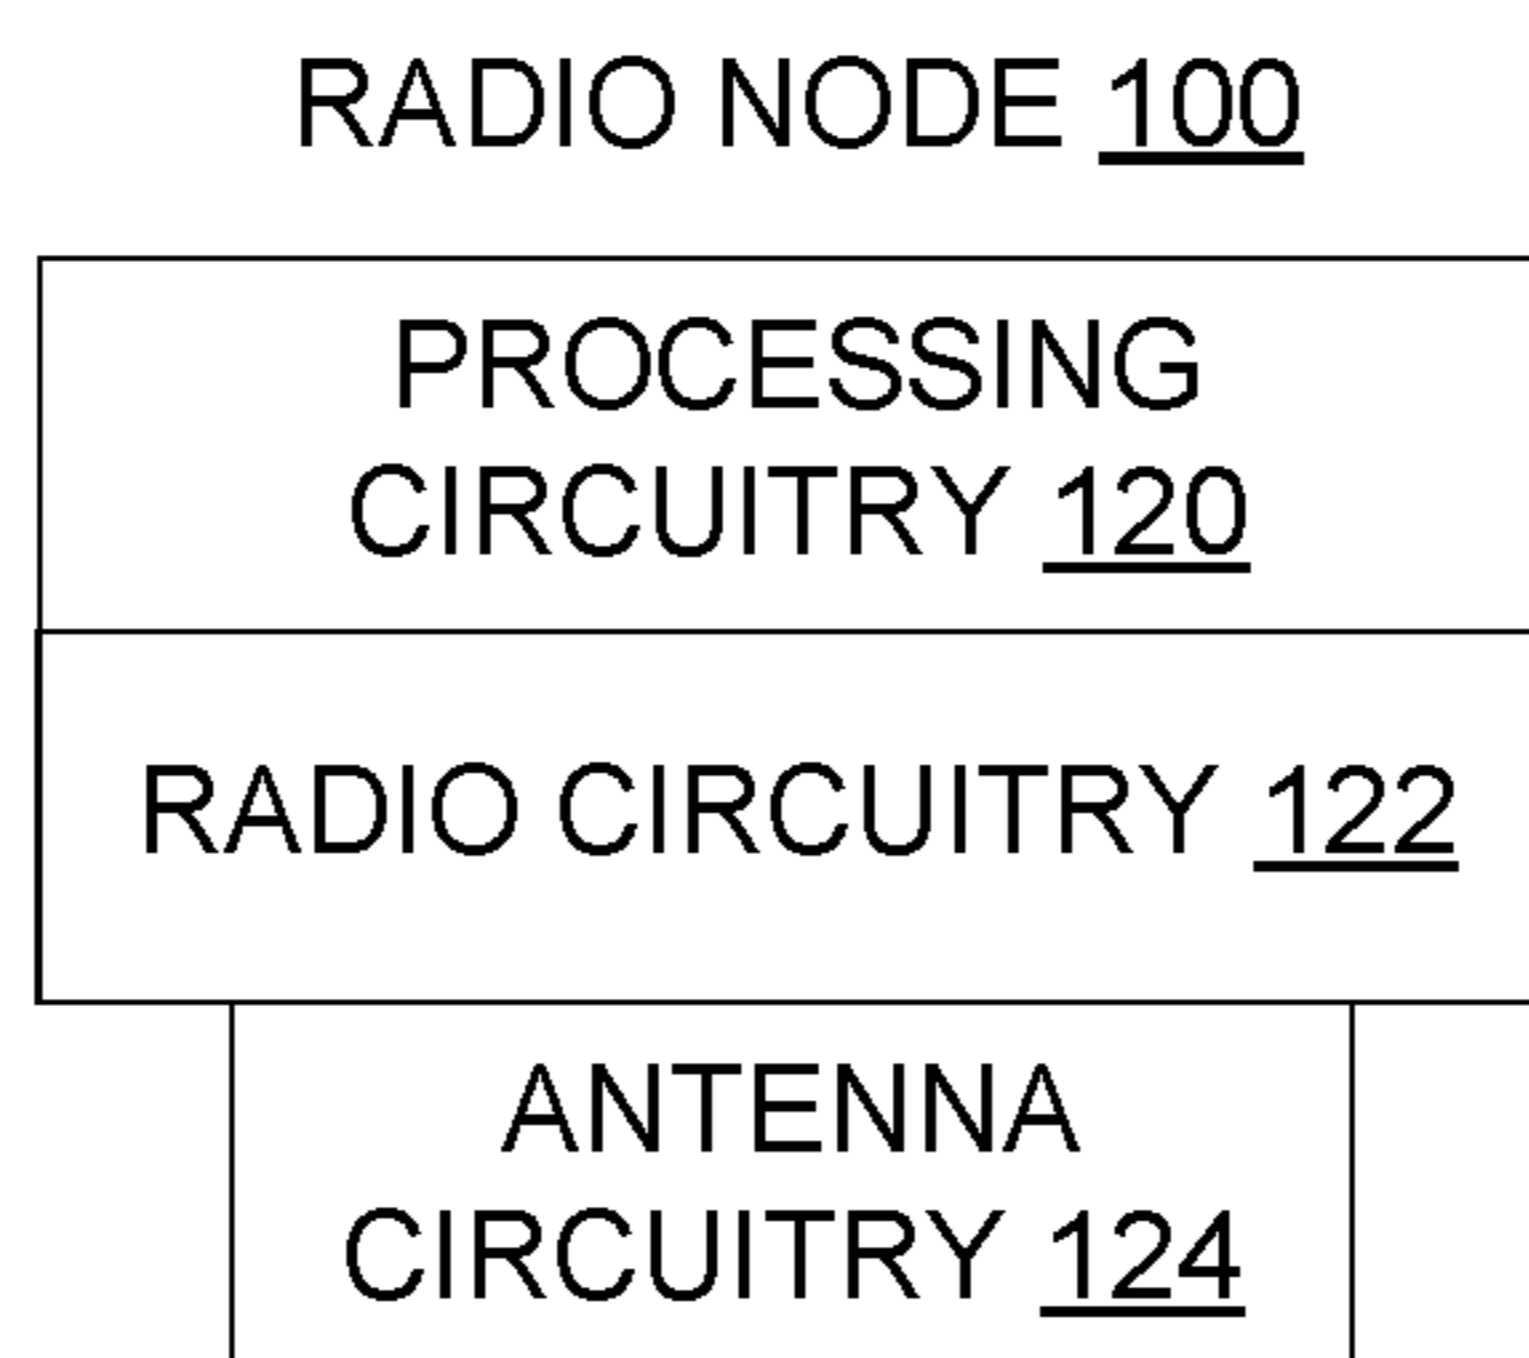 RADIO NODE 100
PROCESSING
CIRCUITRY 120
RADIO CIRCUITRY 122
ANTENNA
CIRCUITRY 124